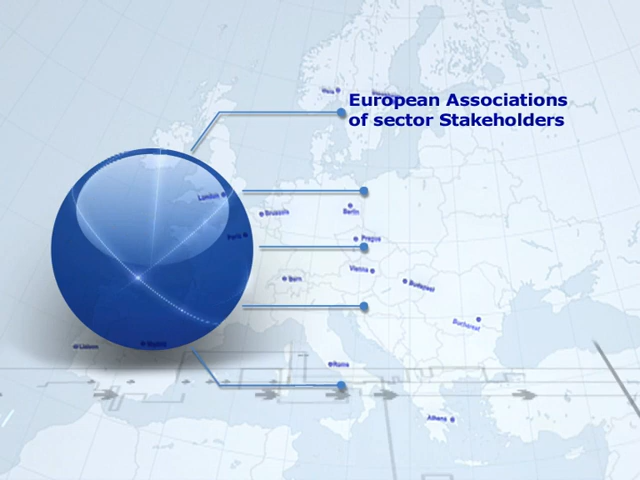 European Associations
of sector Stakeholders
London
Brussels
Berlin
Paris
Prague
Vienna
Bern
Budapest
Bucharest
Lisbon
Madrid
Rome
Athens